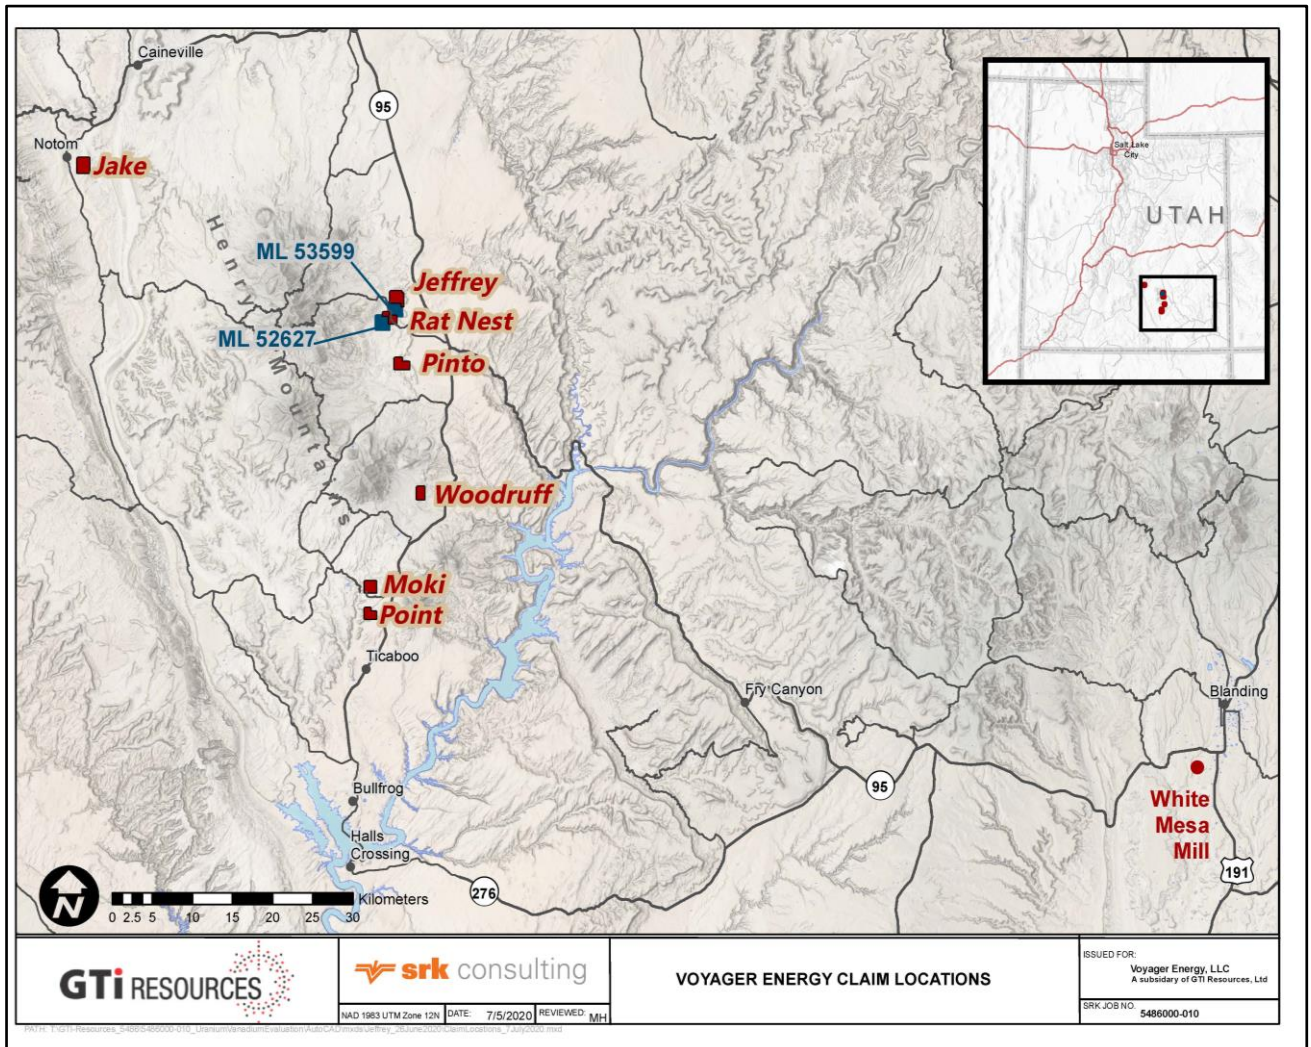 Caineville
95
Notom
Jake
Henry Mountains
ML 53599
Jeffrey
Rat Nest
ML 52627
Pinto
Woodruff
Moki
Point
Ticaboo
Fry Canyon
Blanding
Bullfrog
95
White
Mesa
Mill
Halls
Crossing
276
191
N
Kilometers
0 2.5 5 10 15 20 25 30
Salt Lake
City
UTAH
GTi RESOURCES
srk consulting
NAD 1983 UTM Zone 12N
DATE: 7/5/2020
REVIEWED: MH
VOYAGER ENERGY CLAIM LOCATIONS
ISSUED FOR:
Voyager Energy, LLC
A subsidary of GTI Resources, Ltd
SRK JOB NO.
5486000-010